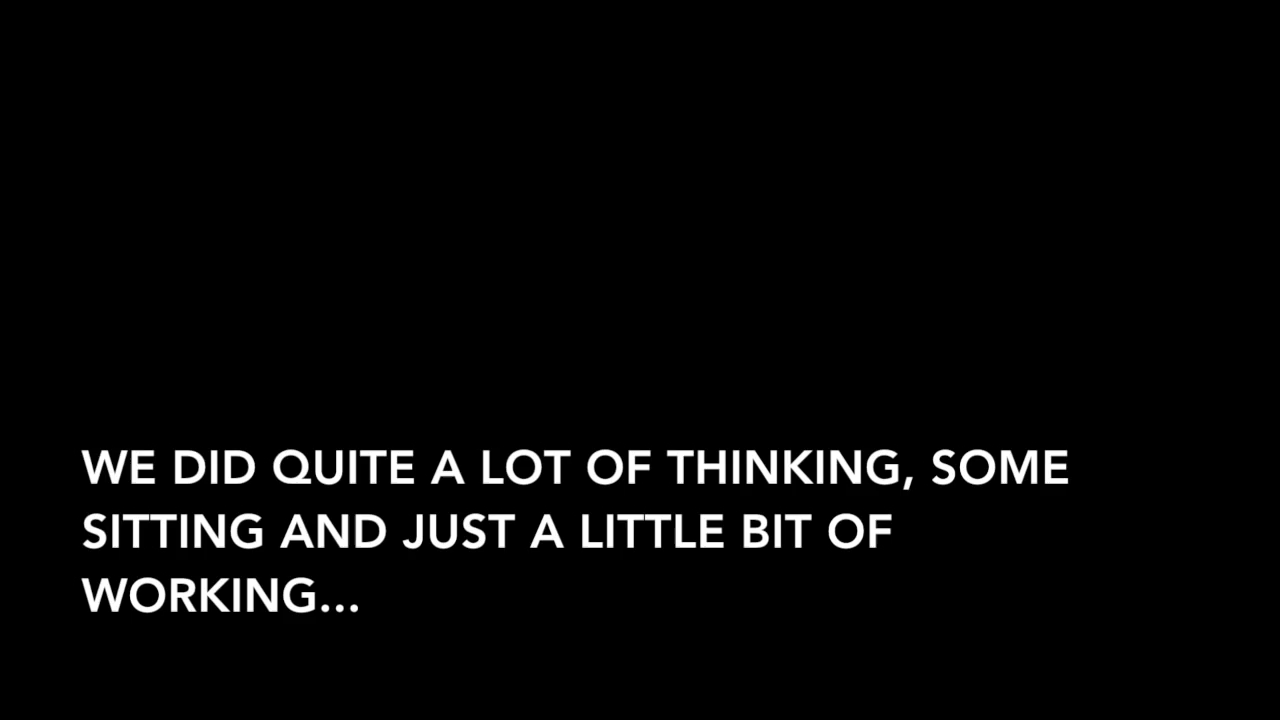 WE DID QUITE A LOT OF THINKING, SOME
SITTING AND JUST A LITTLE BIT OF
WORKING...